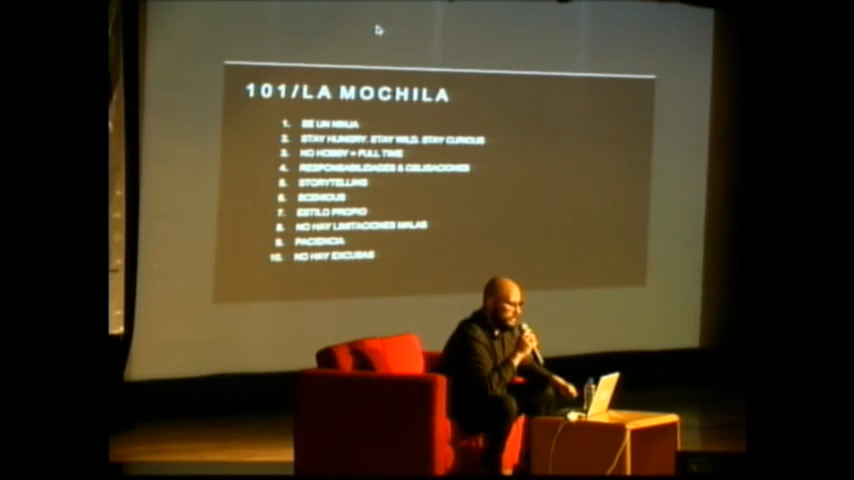 101/LA MOCHILA
1. SE UN NINJA
2. STAY HUNGRY. STAY WILD. STAY CURIOUS
3. NO HOBBY = FULL TIME
4. RESPONSABILIDADES & OBLIGACIONES
5. STORYTELLING
6. SCENIOUS
7. ESTILO PROPIO
8. NO HAY LIMITACIONES MALAS
9. PACIENCIA
10. NO HAY EXCUSAS